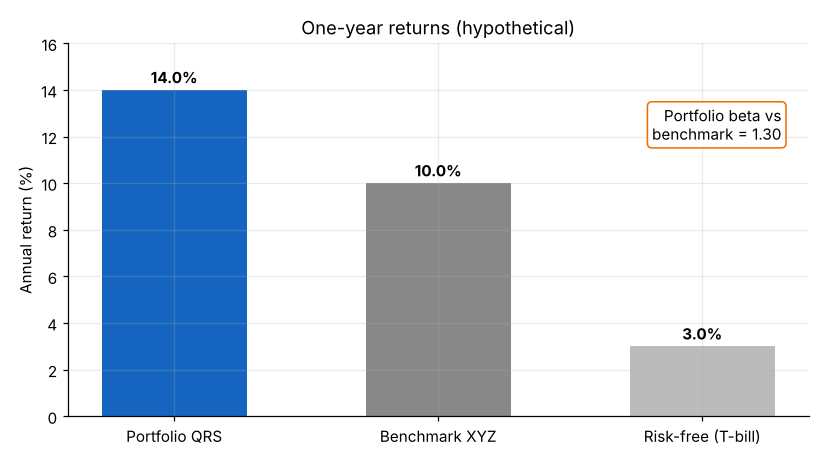 One-year returns (hypothetical)
Annual return (%)
16
14
12
10
8
6
4
2
0
14.0%
10.0%
3.0%
Portfolio beta vs
benchmark = 1.30
Portfolio QRS
Benchmark XYZ
Risk-free (T-bill)